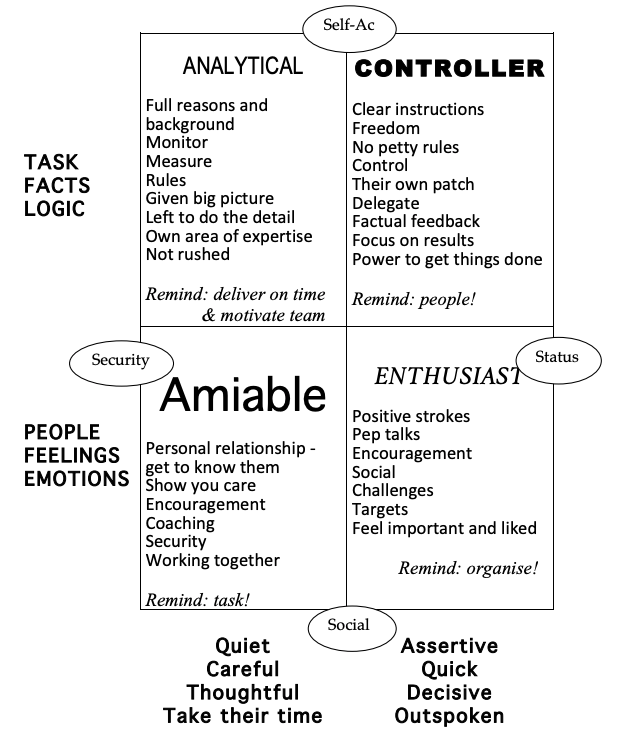 Self-Ac
ANALYTICAL
Full reasons and
background
Monitor
Measure
Rules
Given big picture
Left to do the detail
Own area of expertise
Not rushed
Remind: deliver on time
& motivate team
CONTROLLER
Clear instructions
Freedom
No petty rules
Control
Their own patch
Delegate
Factual feedback
Focus on results
Power to get things done
Remind: people!
TASK
FACTS
LOGIC
Security
Status
Amiable
Personal relationship -
get to know them
Show you care
Encouragement
Coaching
Security
Working together
Remind: task!
ENTHUSIAST
Positive strokes
Pep talks
Encouragement
Social
Challenges
Targets
Feel important and liked
Remind: organise!
PEOPLE
FEELINGS
EMOTIONS
Social
Quiet
Careful
Thoughtful
Take their time
Assertive
Quick
Decisive
Outspoken